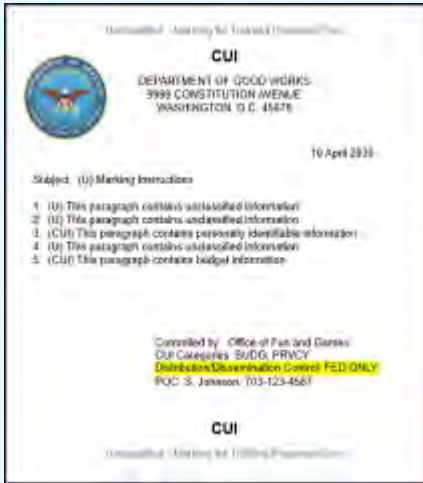 CUI
DEPARTMENT OF GOOD WORKS
9999 CONSTITUTION AVENUE
WASHINGTON D.C. 45678
10 April 2030
Subject: (U) Marking Instructions
1. (U) This paragraph contains unclassified information
2. (U) This paragraph contains unclassified information
3. (CUI) This paragraph contains personally identifiable information
4. (U) This paragraph contains unclassified information
5. (CUI) This paragraph contains budget information
Controlled by: Office of Fun and Games
CUI Categories: BUDG, PRVCY
Distribution/Dissemination Control: FED ONLY
POC: S. Johnson, 703-123-4567
CUI